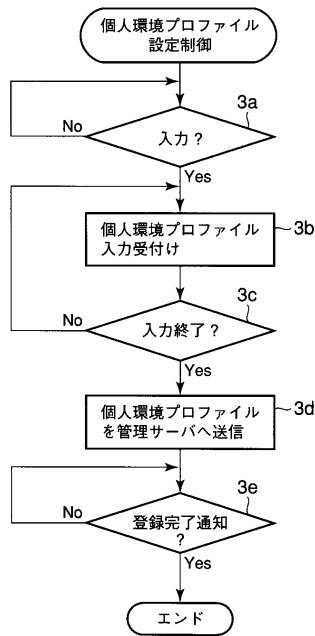 個人環境プロファイル
設定制御
3a
入力?
No
Yes
個人環境プロファイル
入力受付け
3b
3c
入力終了?
No
Yes
個人環境プロファイル
を管理サーバへ送信
3d
3e
登録完了通知
?
No
Yes
エンド